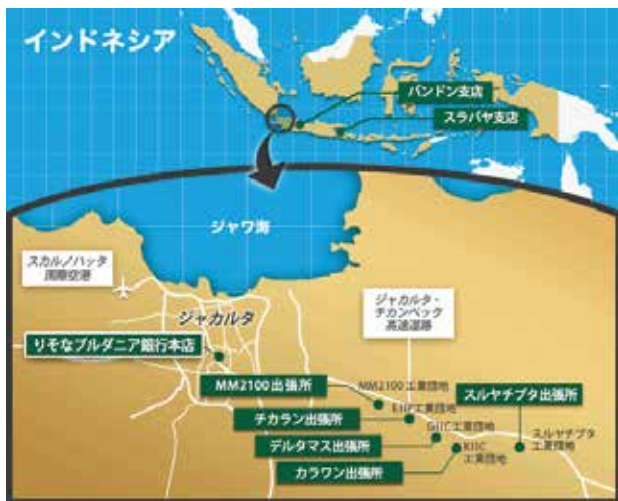 インドネシア
バンドン支店
スラバヤ支店
ジャワ海
スカルノハッタ
国際空港
ジャカルタ・
チカンペック
高速道路
ジャカルタ
りそなプルダニア銀行本店
MM2100出張所
MM2100工業団地
スルヤチプタ出張所
チカラン出張所
EJIP工業団地
デルタマス出張所
GIIC工業団地
スルヤチプタ
工業団地
カラワン出張所
KIIC
工業団地